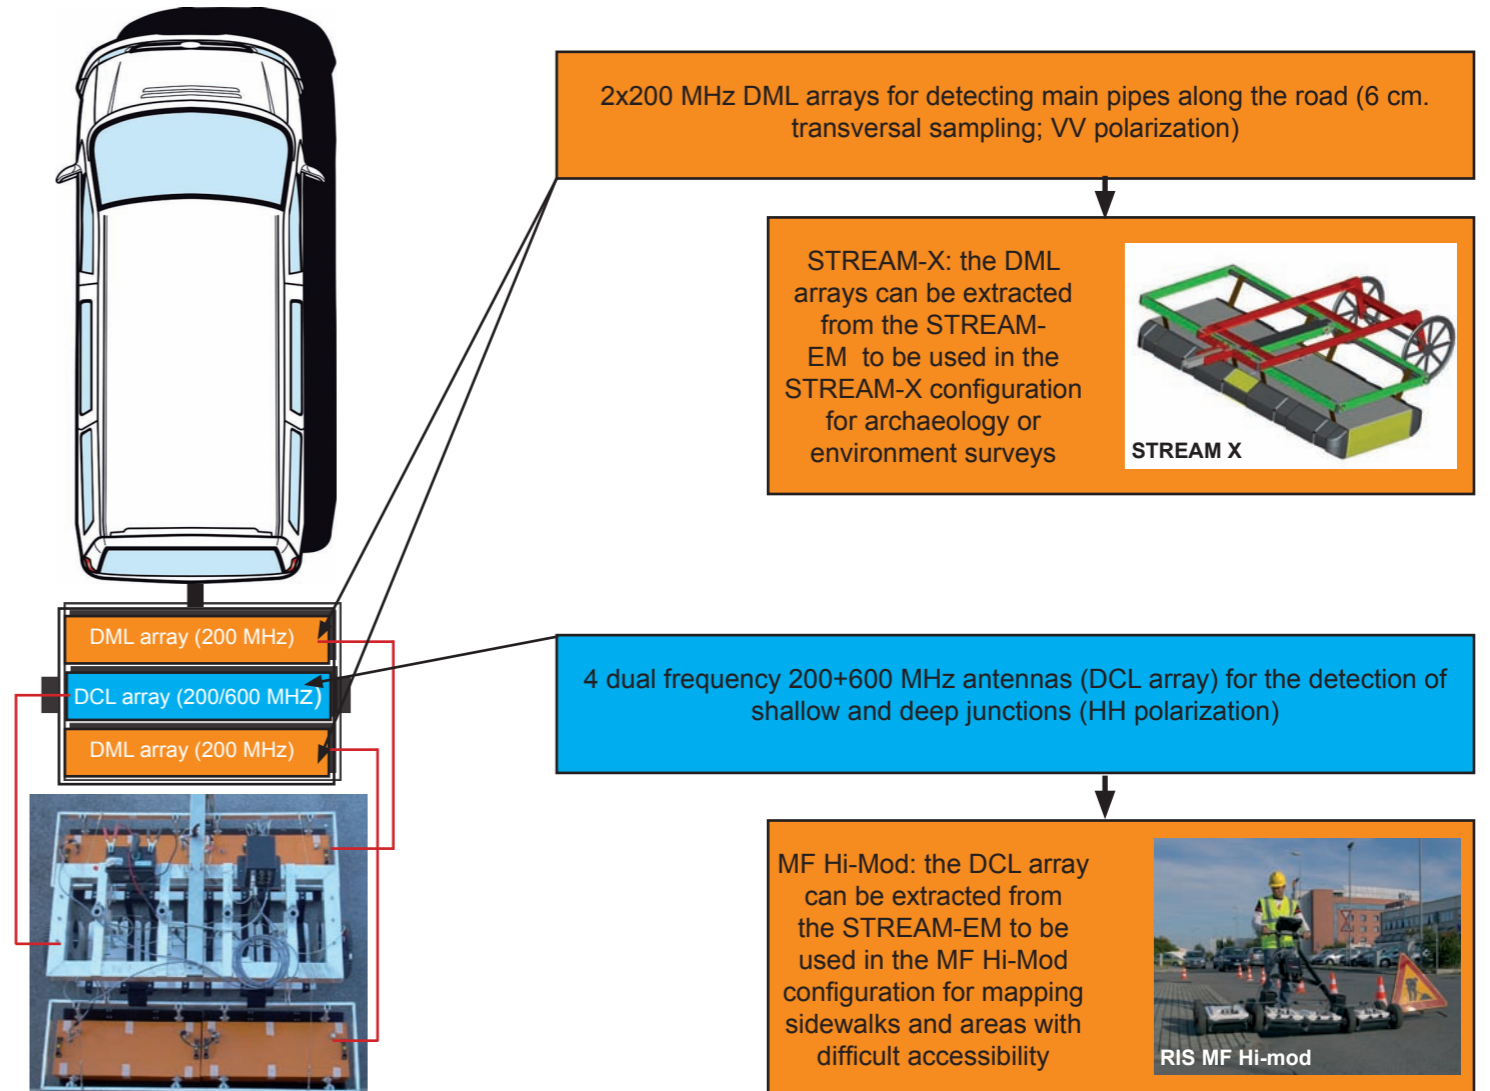 2x200 MHz DML arrays for detecting main pipes along the road (6 cm.
transversal sampling; VV polarization)
STREAM-X: the DML
arrays can be extracted
from the STREAM-
EM to be used in the
STREAM-X configuration
for archaeology or
environment surveys
STREAM X
DML array (200 MHz)
DCL array (200/600 MHz)
DML array (200 MHz)
4 dual frequency 200+600 MHz antennas (DCL array) for the detection of
shallow and deep junctions (HH polarization)
MF Hi-Mod: the DCL array
can be extracted from
the STREAM-EM to be
used in the MF Hi-Mod
configuration for mapping
sidewalks and areas with
difficult accessibility
RIS MF Hi-mod